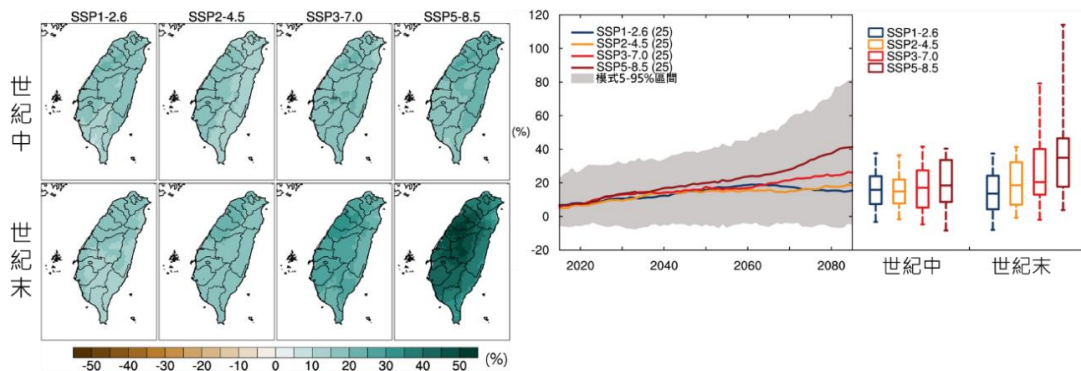 SSP1-2.6 SSP2-4.5 SSP3-7.0 SSP5-8.5
世紀中
世紀末
-50 -40 -30 -20 -10 0 10 20 30 40 50 (%)
120
100
80
60
40
20
0
-20
(%)
SSP1-2.6 (25)
SSP2-4.5 (25)
SSP3-7.0 (25)
SSP5-8.5 (25)
模式5-95%區間
2020 2040 2060 2080
SSP1-2.6
SSP2-4.5
SSP3-7.0
SSP5-8.5
世紀中 世紀末